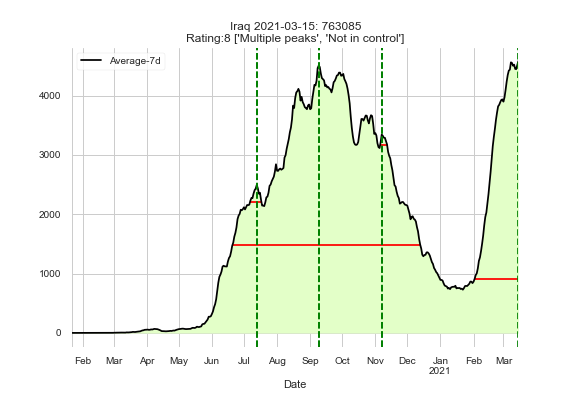 Iraq 2021-03-15: 763085
Rating:8 ['Multiple peaks', 'Not in control']
Average-7d
4000
3000
2000
1000
0
Feb Mar Apr May Jun Jul Aug Sep Oct Nov Dec Jan Feb Mar
2021
Date